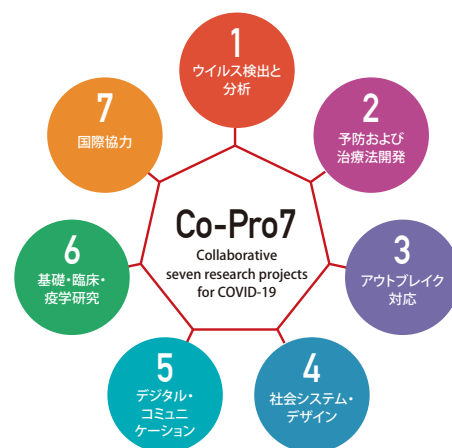 1
ウイルス検出と
分析
2
予防および
治療法開発
3
アウトブレイク
対応
4
社会システム・
デザイン
5
デジタル・
コミュニ
ケーション
6
基礎・臨床・
疫学研究
7
国際協力
Co-Pro7
Collaborative
seven research projects
for COVID-19